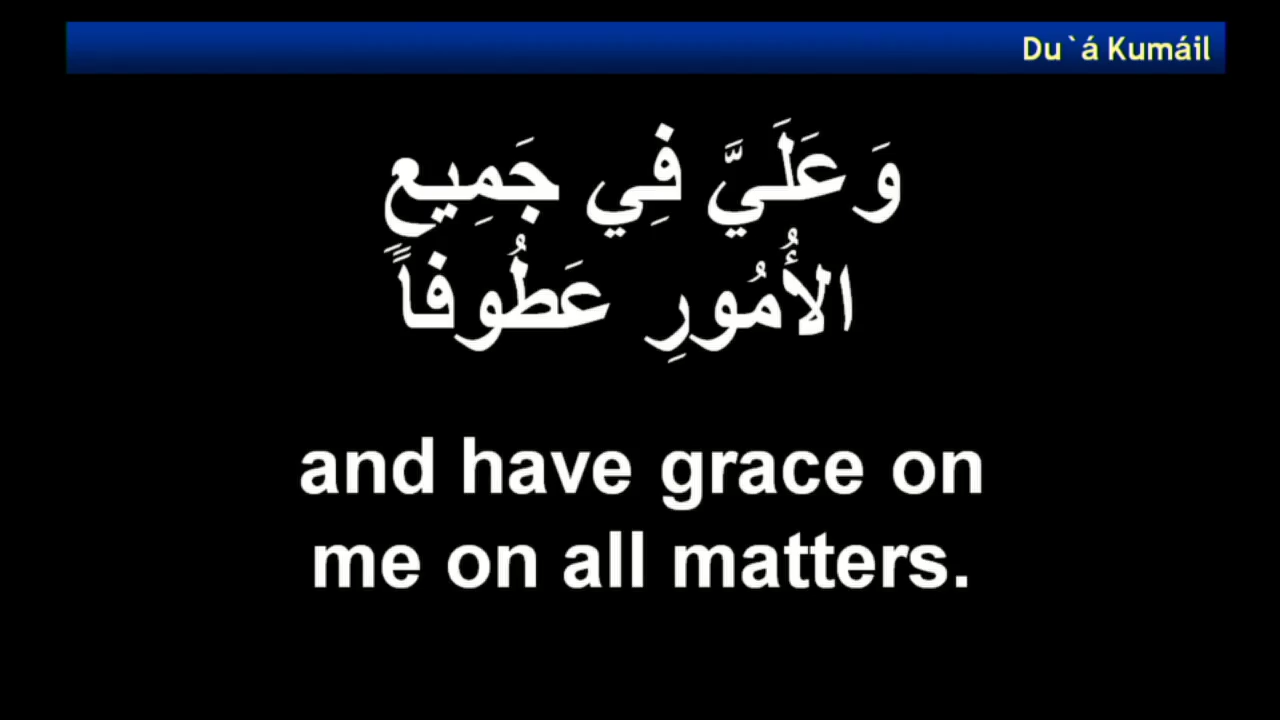 Du`á Kumáil
وَعَلَيَّ فِي جَمِيعِ
الأُمُورِ عَطُوفاً
and have grace on
me on all matters.